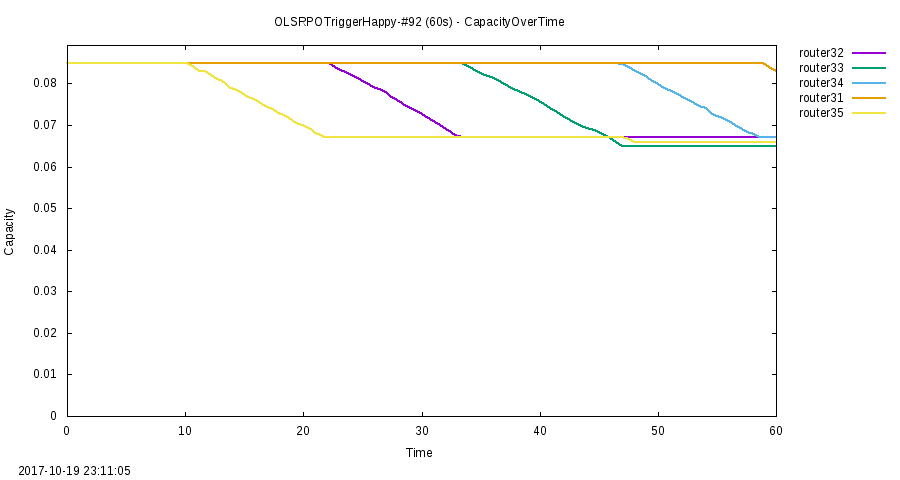 OLSRPOTriggerHappy-#92 (60s) - CapacityOverTime
router32
router33
router34
router31
router35
0.08
0.07
0.06
0.05
0.04
0.03
0.02
0.01
0
Capacity
0 10 20 30 40 50 60
Time
2017-10-19 23:11:05